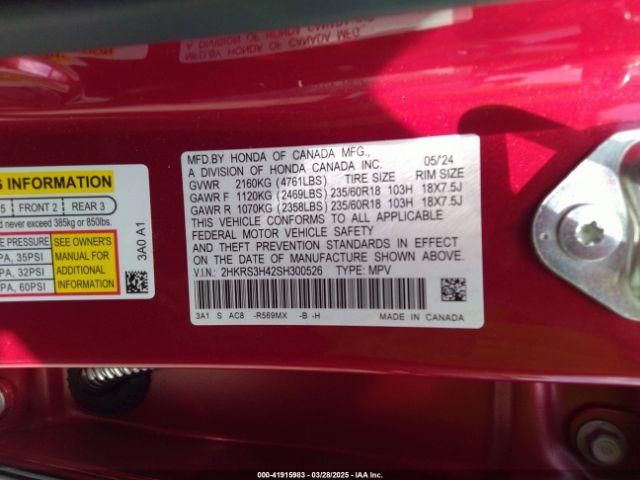 MFG.BY HONDA OF CANADA MFG.,
A DIVISION OF HONDA CANADA INC. 05/24
GVWR 2160KG (4761LBS) TIRE SIZE RIM SIZE
GAWR F 1120KG (2469LBS) 235/60R18 103H 18X7.5J
GAWR R 1070KG (2358LBS) 235/60R18 103H 18X7.5J
THIS VEHICLE CONFORMS TO ALL APPLICABLE
FEDERAL MOTOR VEHICLE SAFETY
AND THEFT PREVENTION STANDARDS IN EFFECT
ON THE DATE OF MANUFACTURE SHOWN ABOVE.
V.I.N: 2HKRS3H42SH300526 TYPE: MPV
3A1 S AC8 -R569MX -B -H MADE IN CANADA
INFORMATION
5 FRONT 2 REAR 3
never exceed 385kg or 850lbs.
E PRESSURE
PA, 35PSI
PA, 32PSI
PA, 60PSI
SEE OWNER'S
MANUAL FOR
ADDITIONAL
INFORMATION
3A0 A1
000-41915983 | 03/28/2025 - IAA, Inc.